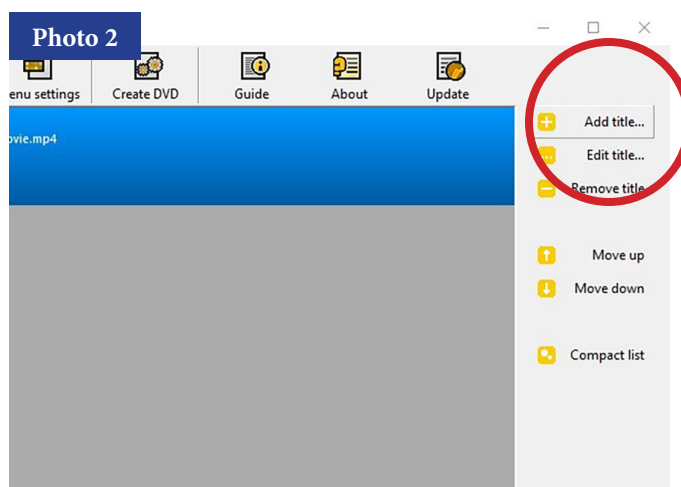 Photo 2
enu settings Create DVD Guide About Update
ovie.mp4
Add title...
Edit title...
Remove title
Move up
Move down
Compact list